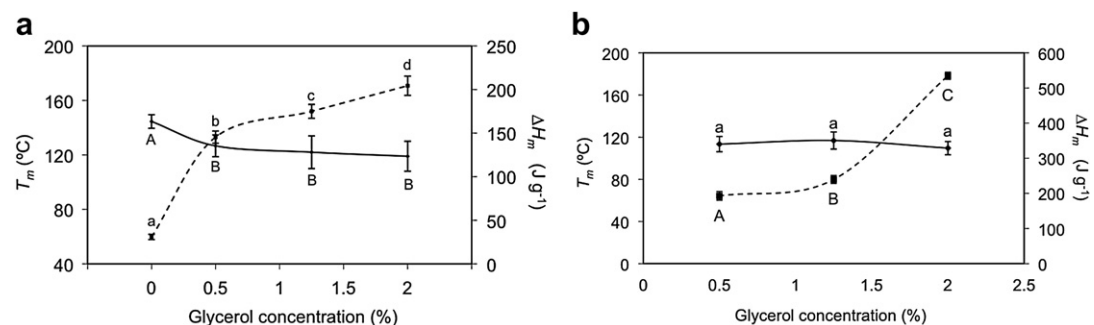 a
200
160
120
80
40
Tm (ºC)
250
200
150
100
50
0
ΔHm (J g-1)
A
a
b
B
c
B
d
B
0 0.5 1 1.5 2
Glycerol concentration (%)
b
200
160
120
80
40
0
Tm (ºC)
600
500
400
300
200
100
0
ΔHm (J g-1)
a
A
a
B
a
C
0 0.5 1 1.5 2 2.5
Glycerol concentration (%)